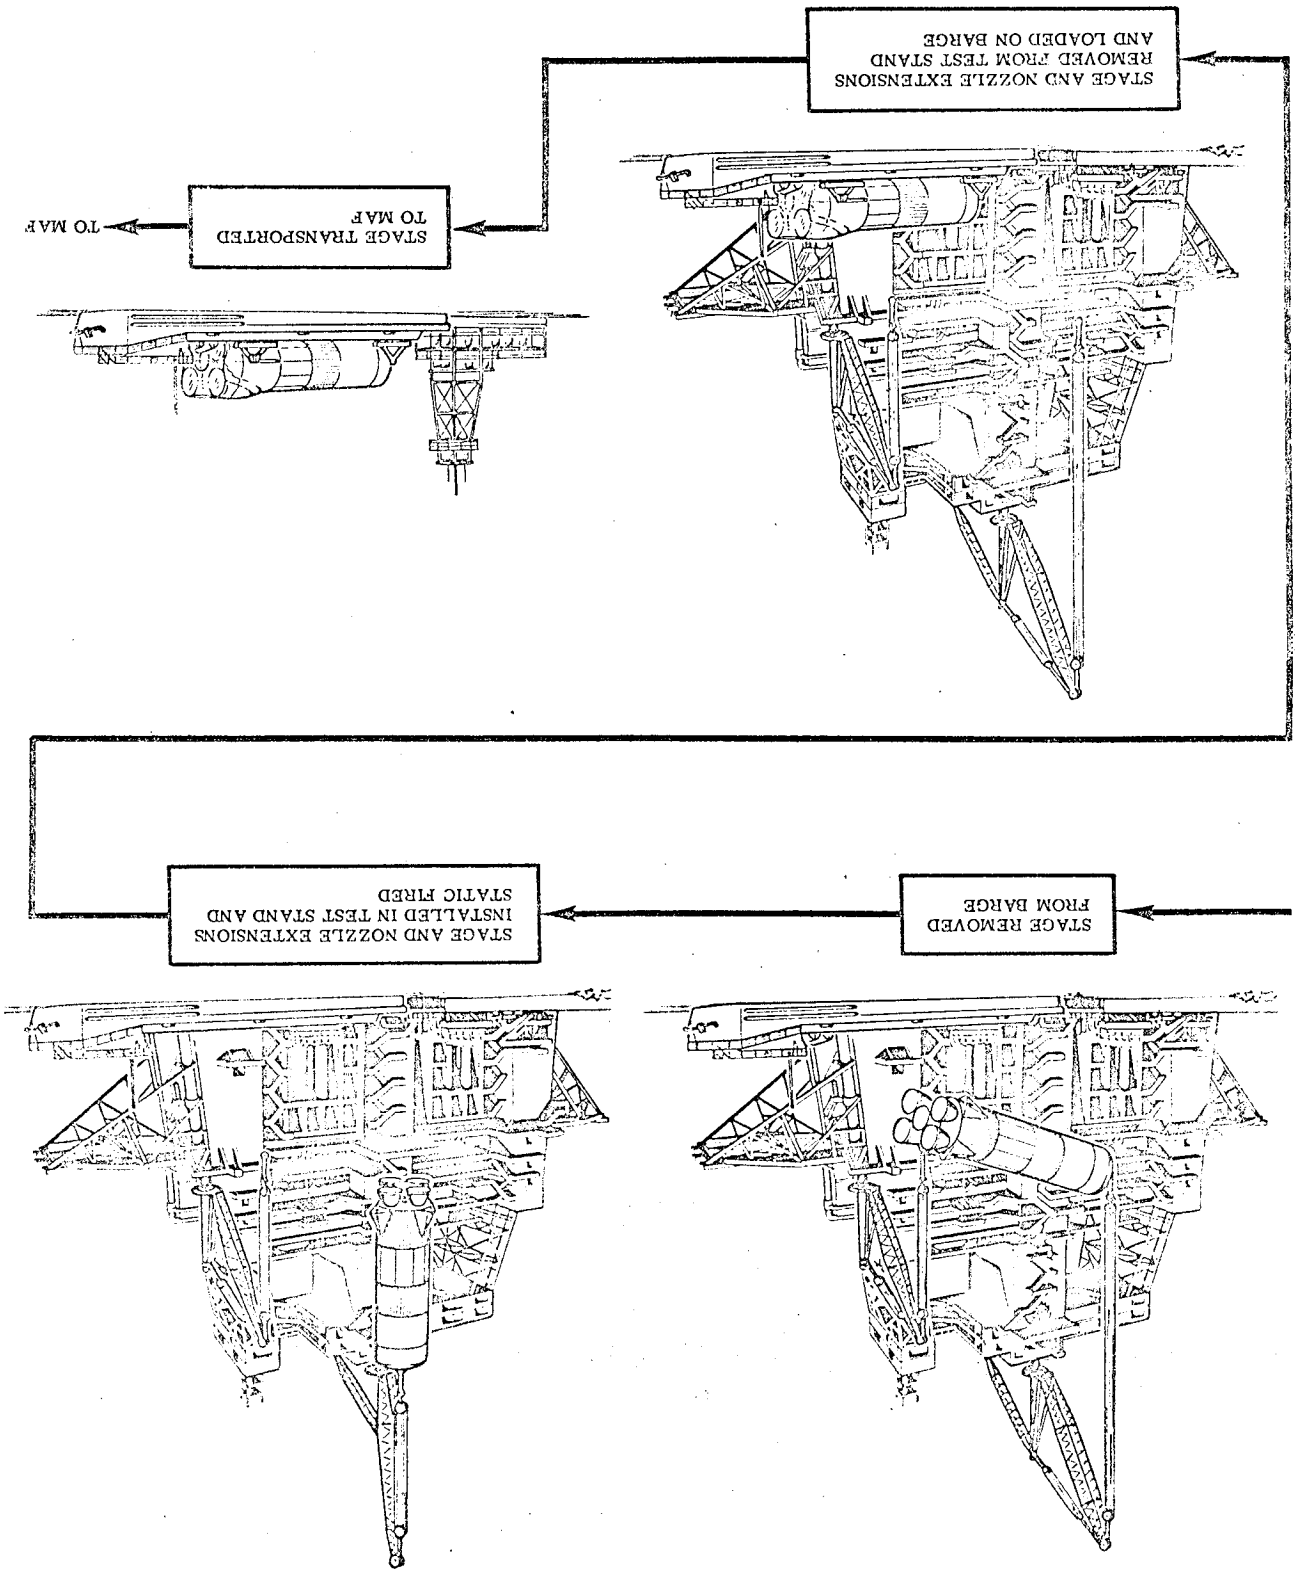 STAGE REMOVED
FROM BARGE
STAGE AND NOZZLE EXTENSIONS
INSTALLED IN TEST STAND AND
STATIC FIRED
STAGE AND NOZZLE EXTENSIONS
REMOVED FROM TEST STAND
AND LOADED ON BARGE
STAGE TRANSPORTED
TO MAF
TO MAF